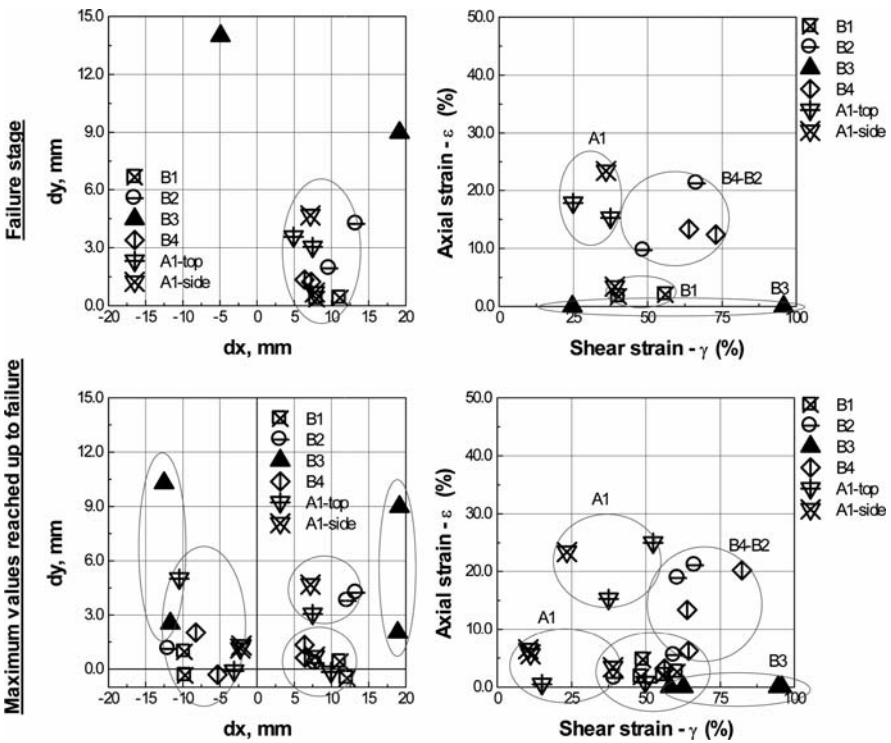 Failure stage
dy, mm
15.0
12.0
9.0
6.0
3.0
0.0
B1
B2
B3
B4
A1-top
A1-side
-20 -15 -10 -5 0 5 10 15 20
dx, mm
Axial strain - ε (%)
50.0
40.0
30.0
20.0
10.0
0.0
A1
B4-B2
B1
B3
0 25 50 75 100
Shear strain - γ (%)
B1
B2
B3
B4
A1-top
A1-side
Maximum values reached up to failure
dy, mm
15.0
12.0
9.0
6.0
3.0
0.0
B1
B2
B3
B4
A1-top
A1-side
-20 -15 -10 -5 0 5 10 15 20
dx, mm
Axial strain - ε (%)
50.0
40.0
30.0
20.0
10.0
0.0
A1
B4-B2
A1
B3
0 25 50 75 100
Shear strain - γ (%)
B1
B2
B3
B4
A1-top
A1-side